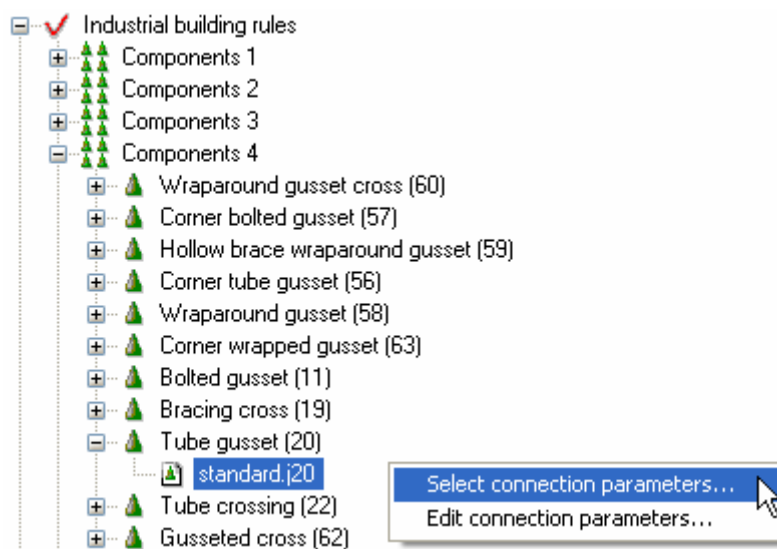 Industrial building rules
Components 1
Components 2
Components 3
Components 4
Wraparound gusset cross (60)
Corner bolted gusset (57)
Hollow brace wraparound gusset (59)
Corner tube gusset (56)
Wraparound gusset (58)
Corner wrapped gusset (63)
Bolted gusset (11)
Bracing cross (19)
Tube gusset (20)
standard.j20
Select connection parameters...
Tube crossing (22)
Edit connection parameters...
Gusseted cross (62)